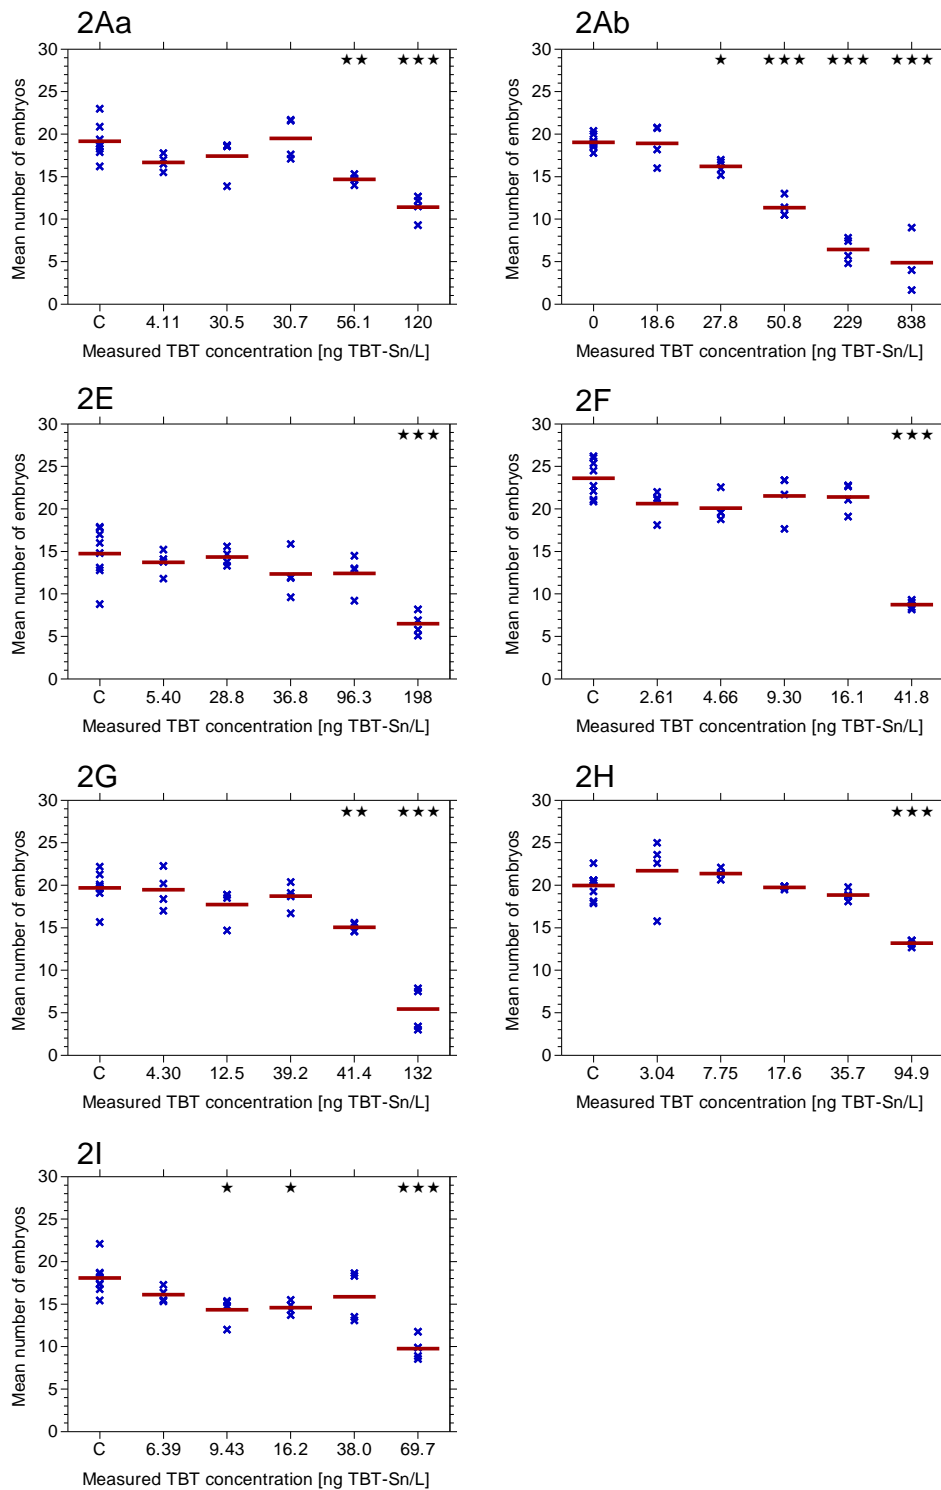 2Aa
★★ ★★★
30
25
20
15
10
5
0
Mean number of embryos
C 4.11 30.5 30.7 56.1 120
Measured TBT concentration [ng TBT-Sn/L]
2Ab
★ ★★★ ★★★ ★★★
30
25
20
15
10
5
0
Mean number of embryos
0 18.6 27.8 50.8 229 838
Measured TBT concentration [ng TBT-Sn/L]
2E
★★★
30
25
20
15
10
5
0
Mean number of embryos
C 5.40 28.8 36.8 96.3 198
Measured TBT concentration [ng TBT-Sn/L]
2F
★★★
30
25
20
15
10
5
0
Mean number of embryos
C 2.61 4.66 9.30 16.1 41.8
Measured TBT concentration [ng TBT-Sn/L]
2G
★★ ★★★
30
25
20
15
10
5
0
Mean number of embryos
C 4.30 12.5 39.2 41.4 132
Measured TBT concentration [ng TBT-Sn/L]
2H
★★★
30
25
20
15
10
5
0
Mean number of embryos
C 3.04 7.75 17.6 35.7 94.9
Measured TBT concentration [ng TBT-Sn/L]
2I
★ ★ ★★★
30
25
20
15
10
5
0
Mean number of embryos
C 6.39 9.43 16.2 38.0 69.7
Measured TBT concentration [ng TBT-Sn/L]